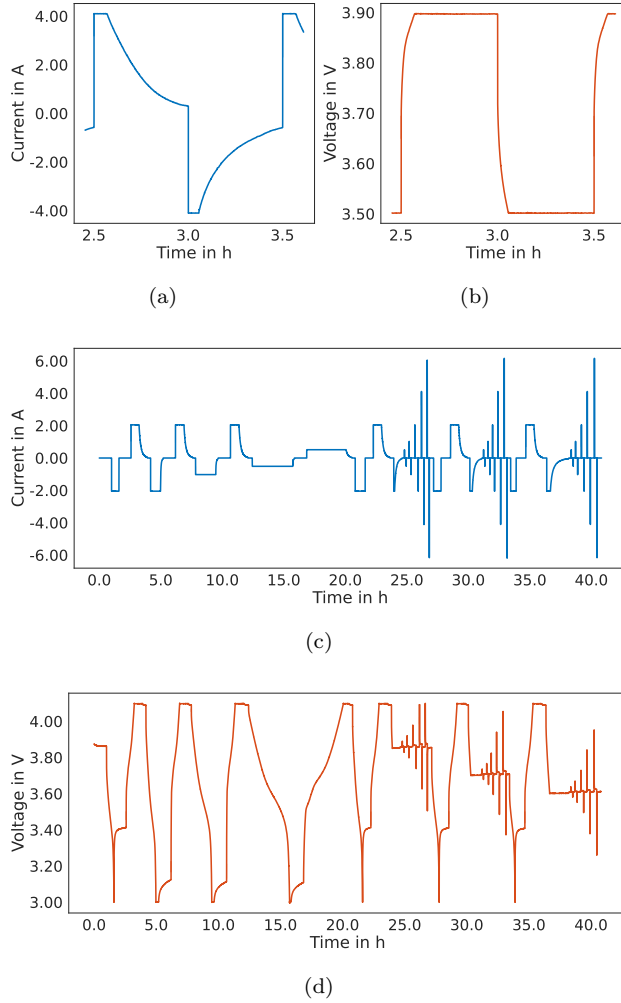 4.00
2.00
0.00
-2.00
-4.00
Current in A
2.5 3.0 3.5
Time in h
(a)
3.90
3.80
3.70
3.60
3.50
Voltage in V
2.5 3.0 3.5
Time in h
(b)
6.00
4.00
2.00
0.00
-2.00
-4.00
-6.00
Current in A
0.0 5.0 10.0 15.0 20.0 25.0 30.0 35.0 40.0
Time in h
(c)
4.00
3.80
3.60
3.40
3.20
3.00
Voltage in V
0.0 5.0 10.0 15.0 20.0 25.0 30.0 35.0 40.0
Time in h
(d)